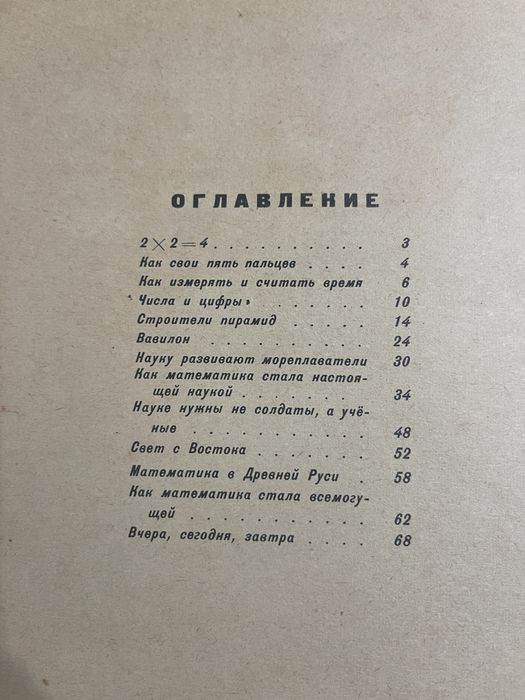 ОГЛАВЛЕНИЕ
2×2=4. . . . . . . . . . 3
Как свои пять пальцев . . . . 4
Как измерять и считать время 6
Числа и цифры» . . . . . . 10
Строители пирамид . . . . . 14
Вавилон . . . . . . . . . . 24
Науку развивают мореплаватели 30
Как математика стала настоя-
щей наукой . . . . . . . 34
Науке нужны не солдаты, а учё-
ные . . . . . . . . . . . 48
Свет с Востока . . . . . . . 52
Математика в Древней Руси . 58
Как математика стала всемогу-
щей . . . . . . . . . . . 62
Вчера, сегодня, завтра . . . . 68